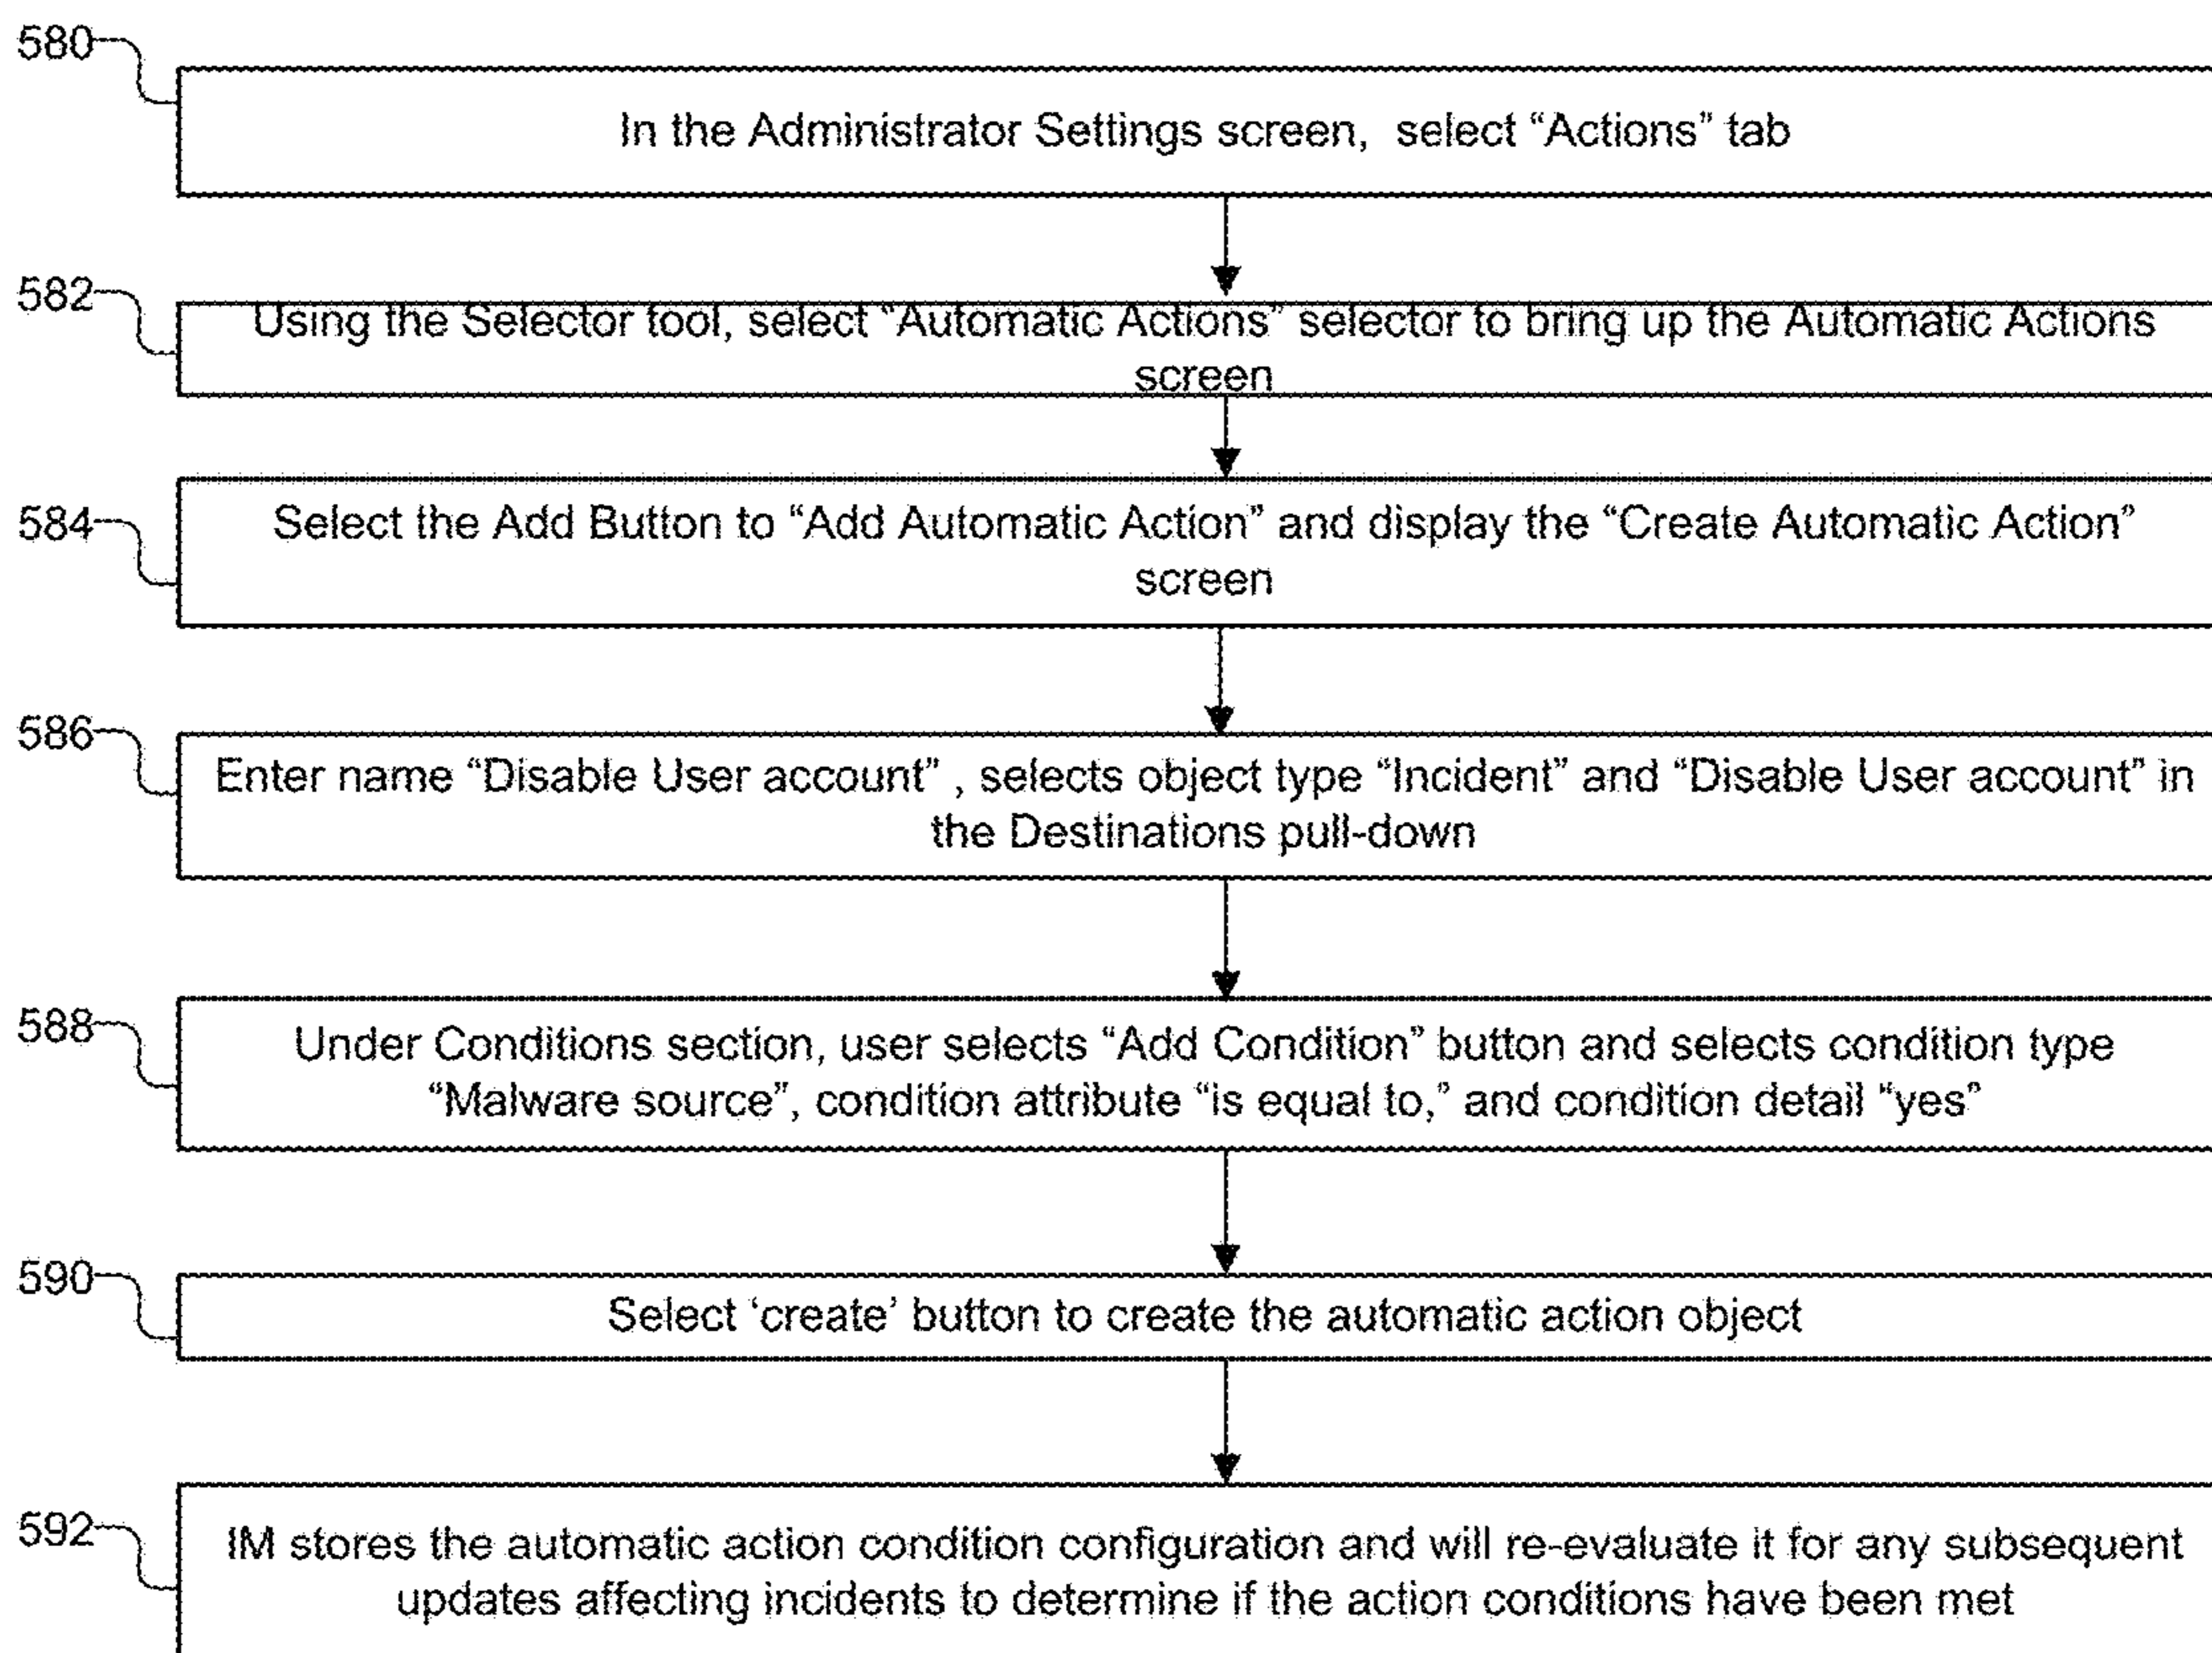 580
In the Administrator Settings screen, select “Actions” tab
582
Using the Selector tool, select “Automatic Actions” selector to bring up the Automatic Actions
screen
584
Select the Add Button to “Add Automatic Action” and display the “Create Automatic Action”
screen
586
Enter name “Disable User account” , selects object type “Incident” and “Disable User account” in
the Destinations pull-down
588
Under Conditions section, user selects “Add Condition” button and selects condition type
“Malware source”, condition attribute “is equal to,” and condition detail “yes”
590
Select ‘create’ button to create the automatic action object
592
IM stores the automatic action condition configuration and will re-evaluate it for any subsequent
updates affecting incidents to determine if the action conditions have been met